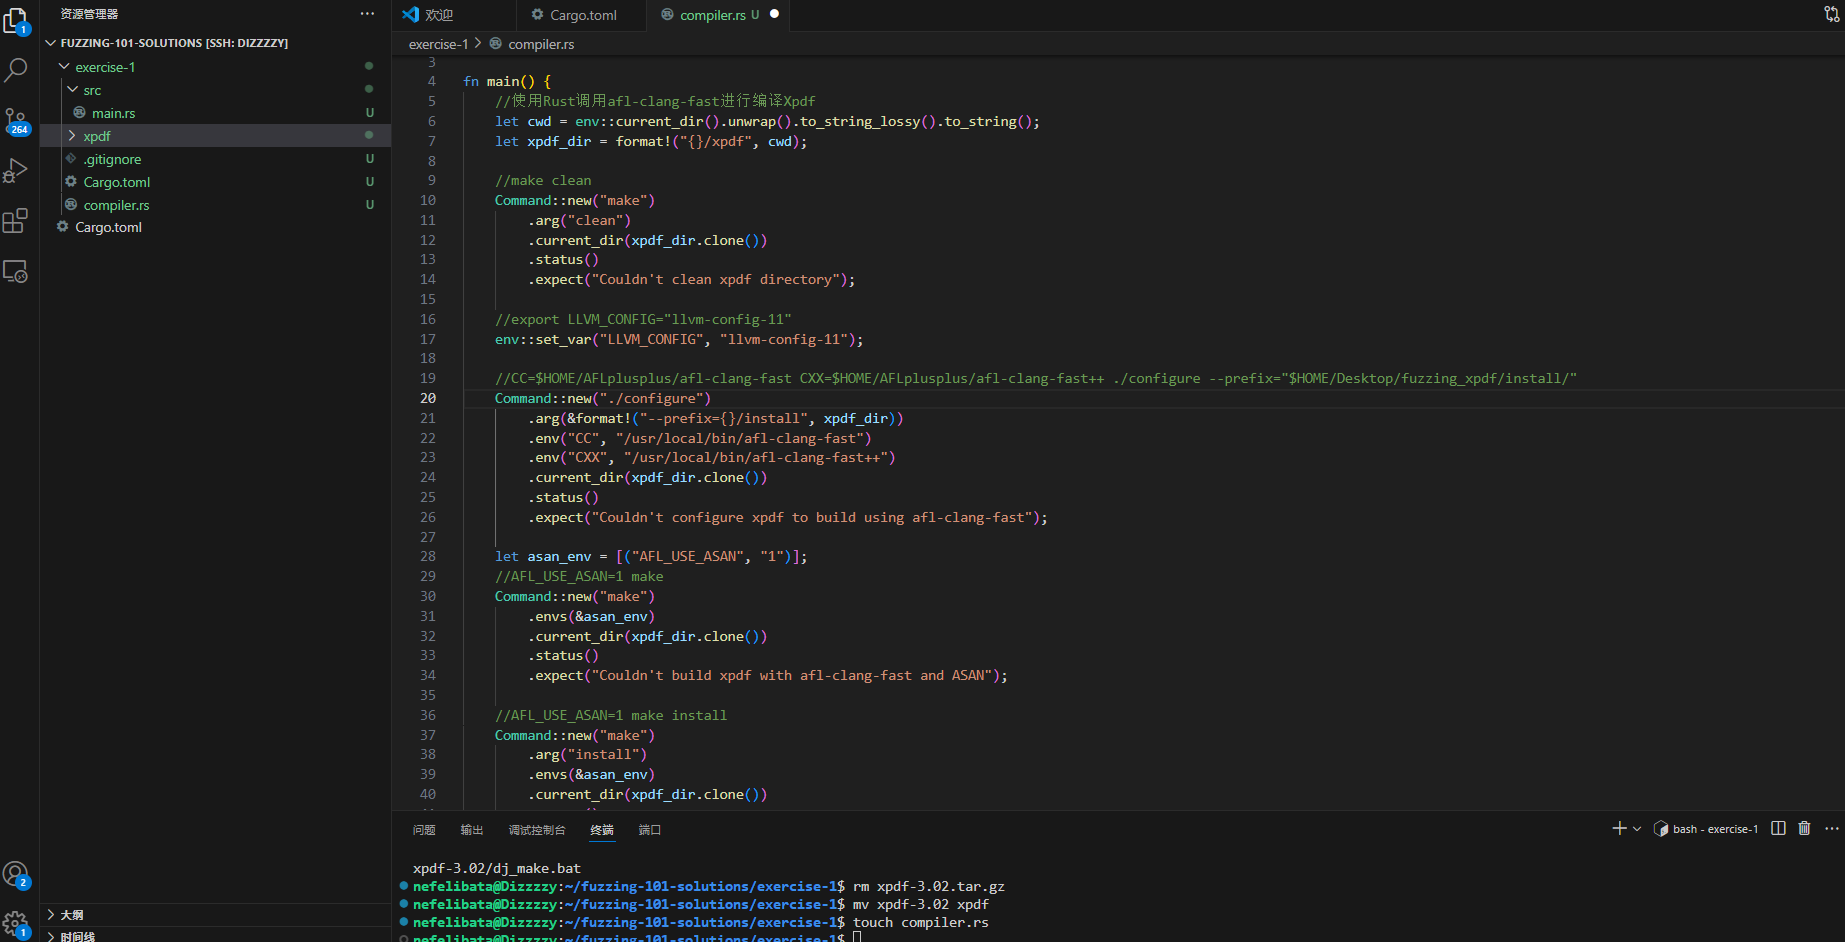 资源管理器
FUZZING-101-SOLUTIONS [SSH: DIZZZZY]
exercise-1
src
main.rs U
xpdf
.gitignore U
Cargo.toml U
compiler.rs U
Cargo.toml
大纲
时间线
1
264
2
1
欢迎
Cargo.toml
compiler.rs U
exercise-1 > compiler.rs
3
4 fn main() {
5 //使用Rust调用afl-clang-fast进行编译Xpdf
6 let cwd = env::current_dir().unwrap().to_string_lossy().to_string();
7 let xpdf_dir = format!("{}/xpdf", cwd);
8
9 //make clean
10 Command::new("make")
11 .arg("clean")
12 .current_dir(xpdf_dir.clone())
13 .status()
14 .expect("Couldn't clean xpdf directory");
15
16 //export LLVM_CONFIG="llvm-config-11"
17 env::set_var("LLVM_CONFIG", "llvm-config-11");
18
19 //CC=$HOME/AFLplusplus/afl-clang-fast CXX=$HOME/AFLplusplus/afl-clang-fast++ ./configure --prefix="$HOME/Desktop/fuzzing_xpdf/install/"
20 Command::new("./configure")
21 .arg(&format!("--prefix={}/install", xpdf_dir))
22 .env("CC", "/usr/local/bin/afl-clang-fast")
23 .env("CXX", "/usr/local/bin/afl-clang-fast++")
24 .current_dir(xpdf_dir.clone())
25 .status()
26 .expect("Couldn't configure xpdf to build using afl-clang-fast");
27
28 let asan_env = [("AFL_USE_ASAN", "1")];
29 //AFL_USE_ASAN=1 make
30 Command::new("make")
31 .envs(&asan_env)
32 .current_dir(xpdf_dir.clone())
33 .status()
34 .expect("Couldn't build xpdf with afl-clang-fast and ASAN");
35
36 //AFL_USE_ASAN=1 make install
37 Command::new("make")
38 .arg("install")
39 .envs(&asan_env)
40 .current_dir(xpdf_dir.clone())
问题 输出 调试控制台 终端 端口
bash - exercise-1
xpdf-3.02/dj_make.bat
nefelibata@Dizzzzy:~/fuzzing-101-solutions/exercise-1$ rm xpdf-3.02.tar.gz
nefelibata@Dizzzzy:~/fuzzing-101-solutions/exercise-1$ mv xpdf-3.02 xpdf
nefelibata@Dizzzzy:~/fuzzing-101-solutions/exercise-1$ touch compiler.rs
nefelibata@Dizzzzy:~/fuzzing-101-solutions/exercise-1$